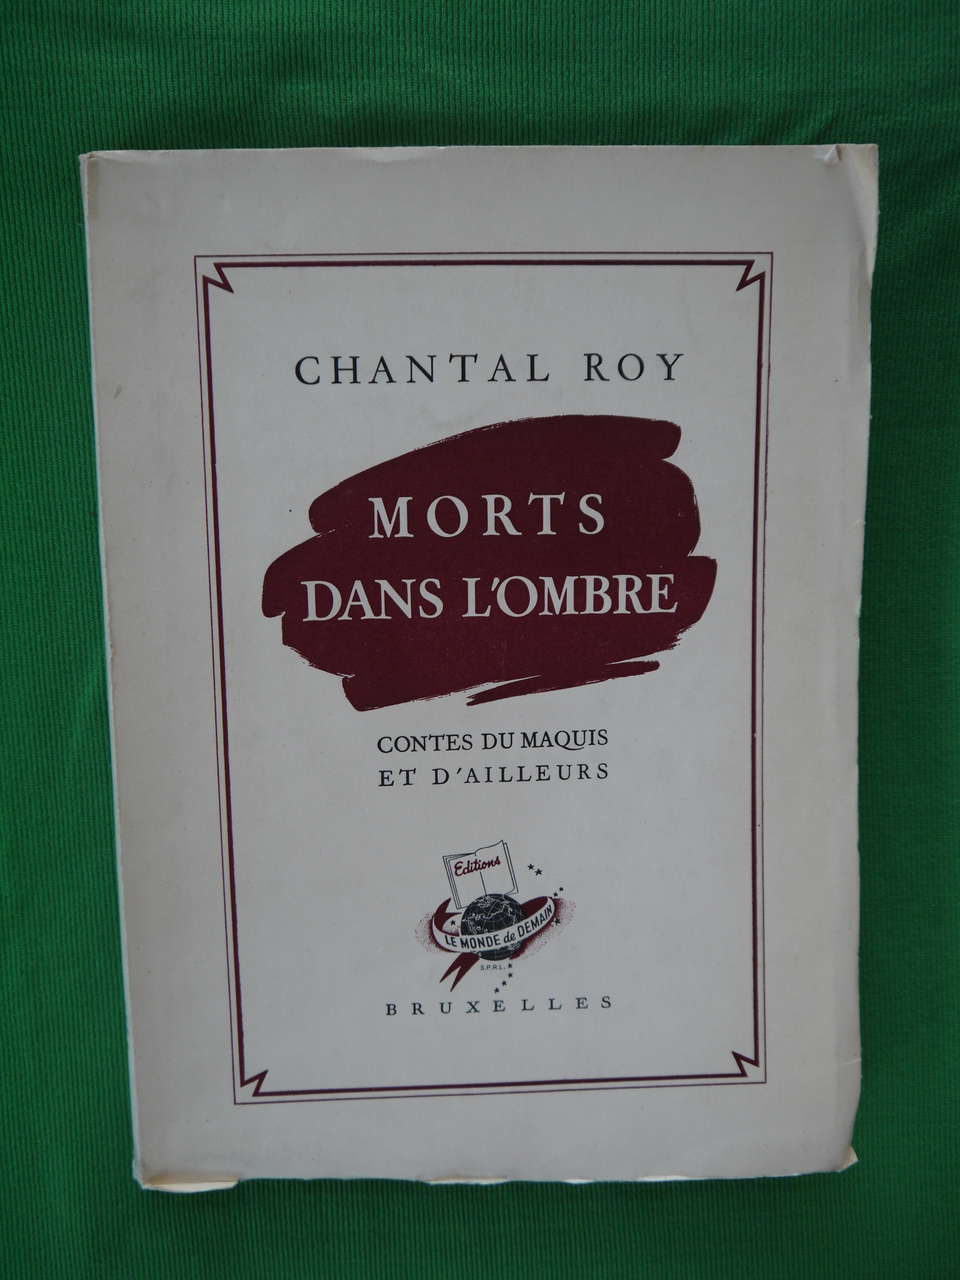 CHANTAL ROY
MORTS
DANS L'OMBRE
CONTES DU MAQUIS
ET D'AILLEURS
Editions
LE MONDE de DEMAIN
S.P.R.L.
BRUXELLES